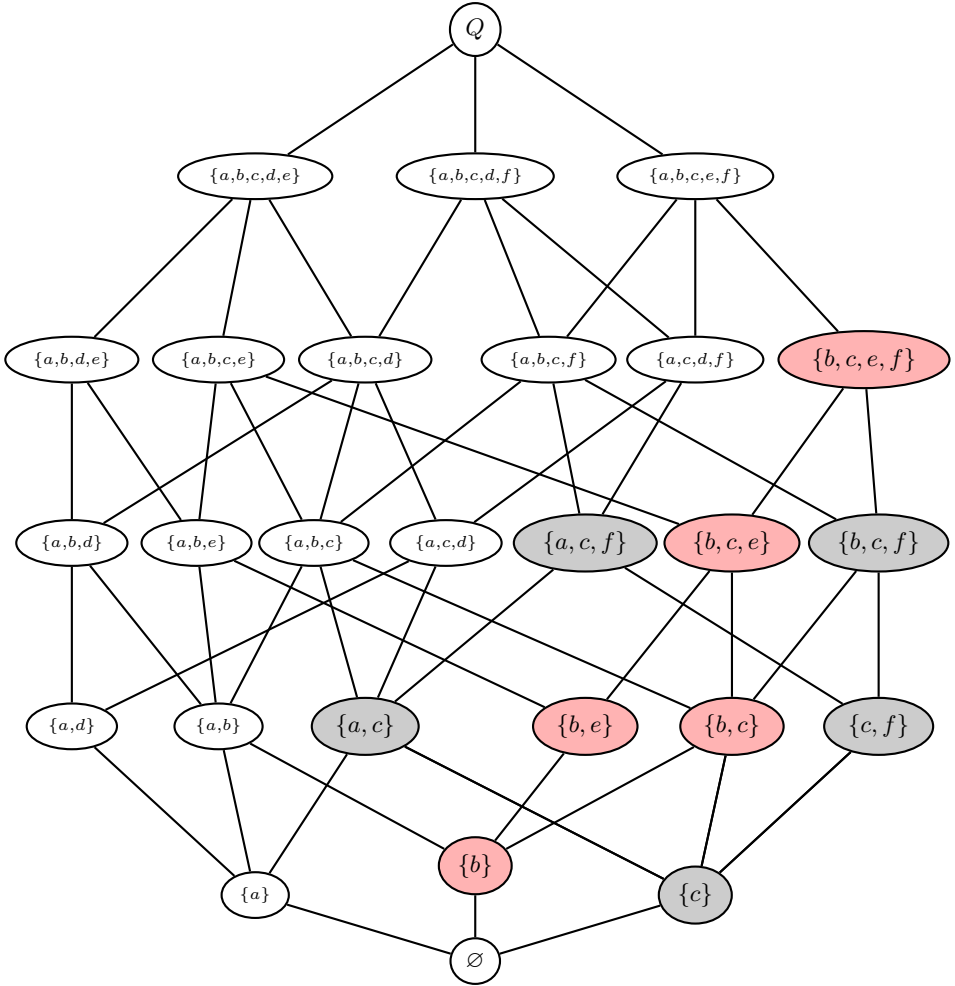 Q
{a,b,c,d,e}
{a,b,c,d,f}
{a,b,c,e,f}
{a,b,d,e}
{a,b,c,e}
{a,b,c,d}
{a,b,c,f}
{a,c,d,f}
{b, c, e, f}
{a,b,d}
{a,b,e}
{a,b,c}
{a,c,d}
{a, c, f}
{b, c, e}
{b, c, f}
{a,d}
{a,b}
{a, c}
{b, e}
{b, c}
{c, f}
{b}
{a}
{c}
∅